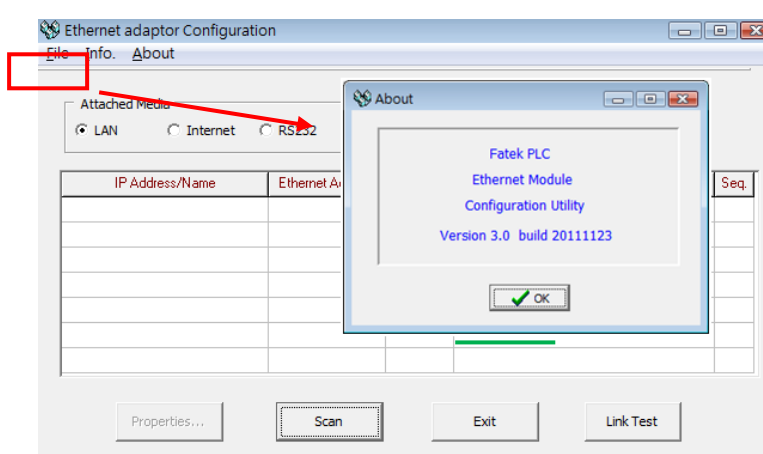 Ethernet adaptor Configuration
File Info. About
Attached Media
LAN Internet RS232
IP Address/Name Ethernet A Seq.
About
Fatek PLC
Ethernet Module
Configuration Utility
Version 3.0 build 20111123
OK
Properties... Scan Exit Link Test